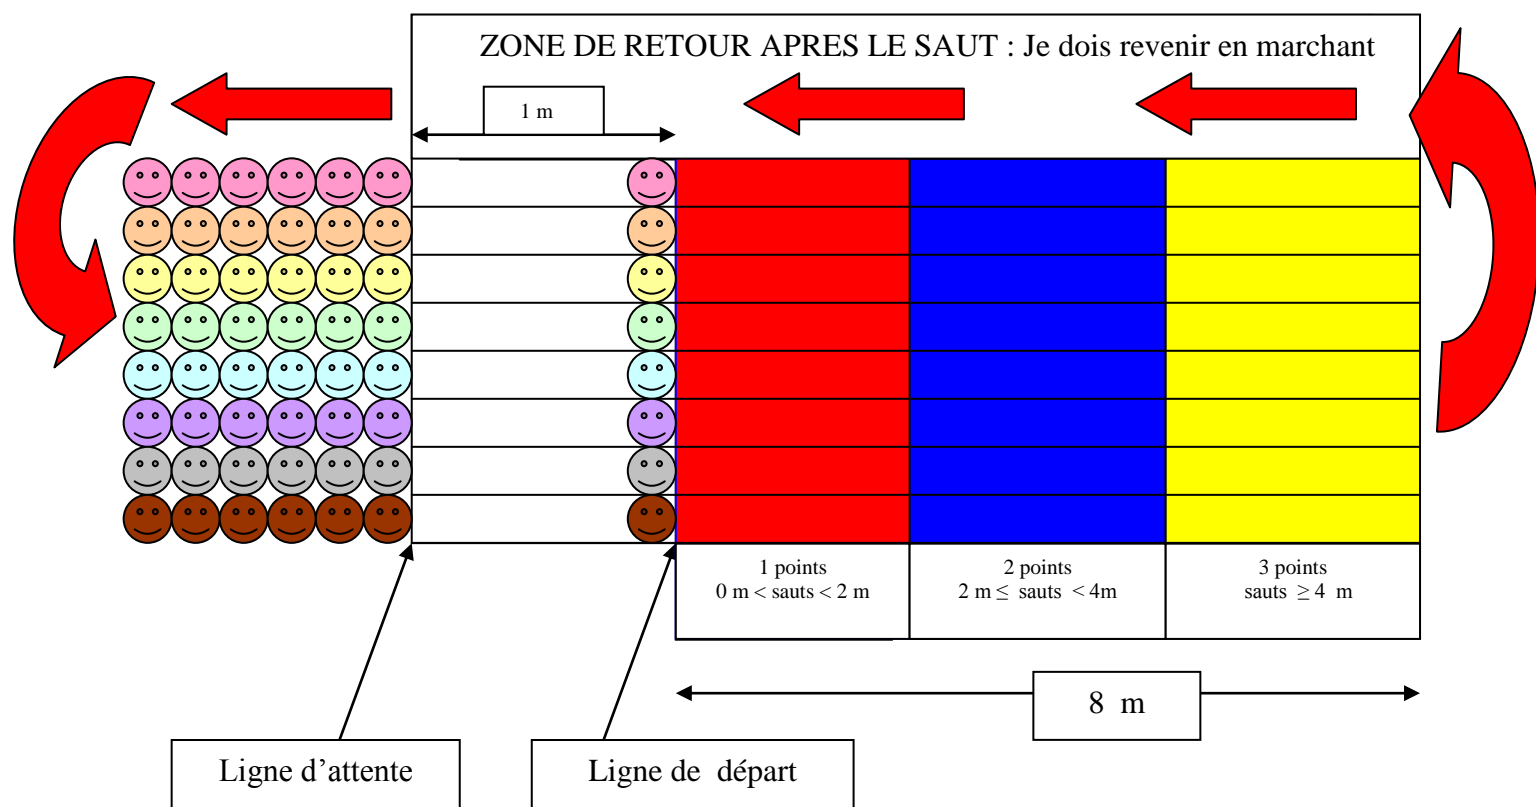 ZONE DE RETOUR APRES LE SAUT : Je dois revenir en marchant
1 m
1 points
0 m < sauts < 2 m
2 points
2 m ≤ sauts < 4m
3 points
sauts ≥ 4 m
8 m
Ligne d’attente
Ligne de départ